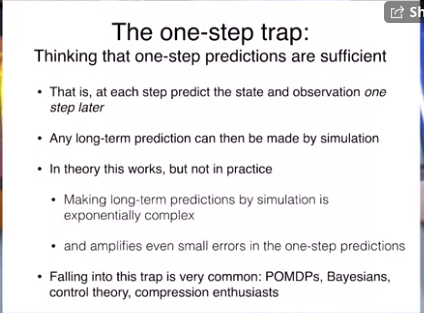 Sh
The one-step trap:
Thinking that one-step predictions are sufficient
• That is, at each step predict the state and observation one
step later
• Any long-term prediction can then be made by simulation
• In theory this works, but not in practice
• Making long-term predictions by simulation is
exponentially complex
• and amplifies even small errors in the one-step predictions
• Falling into this trap is very common: POMDPs, Bayesians,
control theory, compression enthusiasts